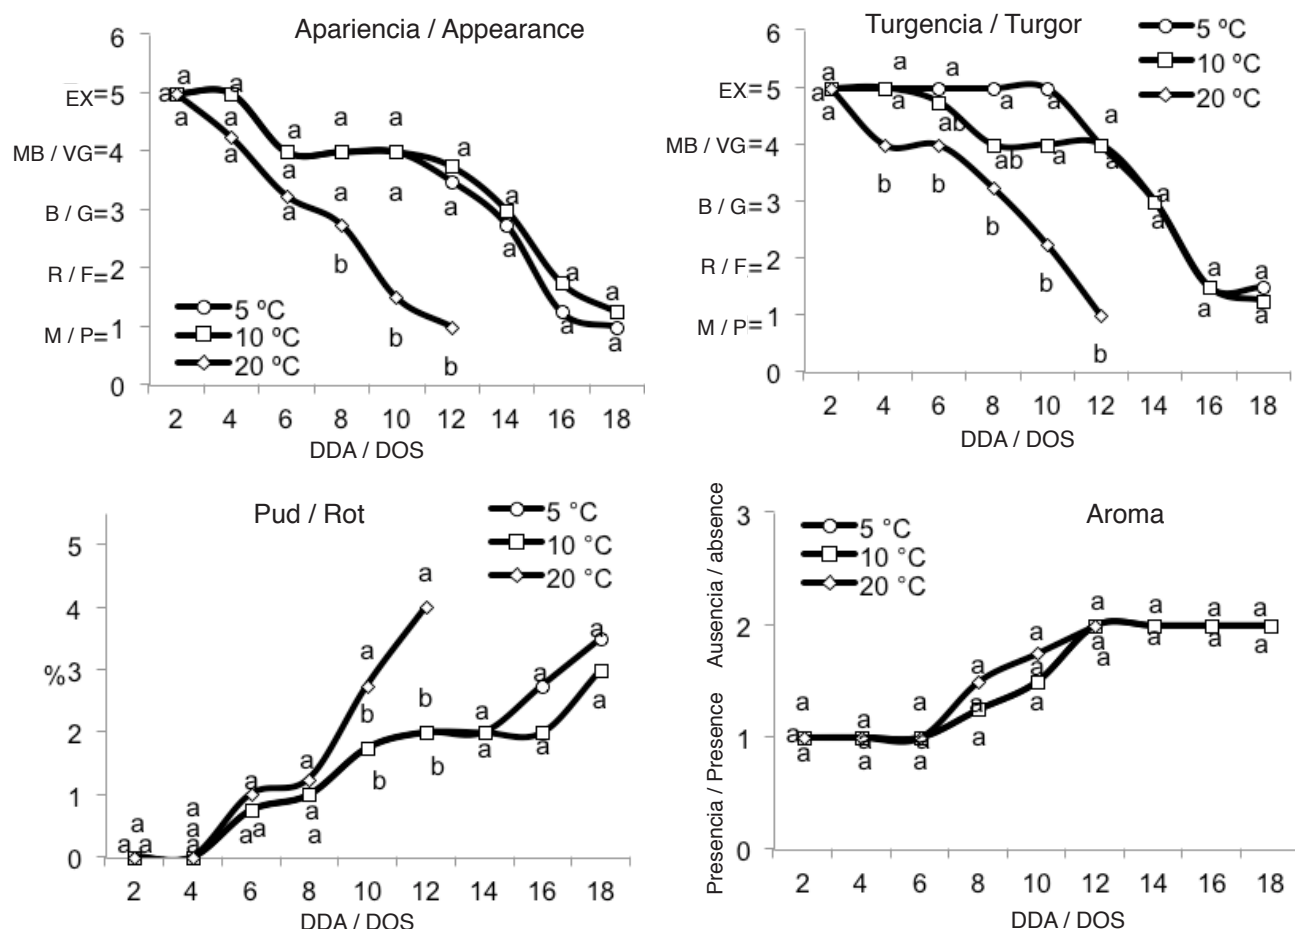 Apariencia / Appearance
6
EX=5
MB / VG=4
B / G=3
R / F=2
M / P=1
0
5 ºC
10 ºC
20 ºC
a a a a a a a a a a a a a a a a a a a b b a b a a a a a a a
2 4 6 8 10 12 14 16 18
DDA / DOS
Turgencia / Turgor
5 ºC
10 ºC
20 ºC
6
EX=5
MB / VG=4
B / G=3
R / F=2
M / P=1
0
a a a a a a ab a ab a a b b b b b a a a a a a a a
2 4 6 8 10 12 14 16 18
DDA / DOS
Pud / Rot
5 °C
10 °C
20 °C
5
4
%3
2
1
0
a a a a a a a a a a a a a b b a b b a a a a a a
2 4 6 8 10 12 14 16 18
DDA / DOS
Aroma
5 °C
10 °C
20 °C
Presencia / Presence Ausencia / absence
3
2
1
0
a a a a a a a a a a a a a a a a a a a a a a a
2 4 6 8 10 12 14 16 18
DDA / DOS